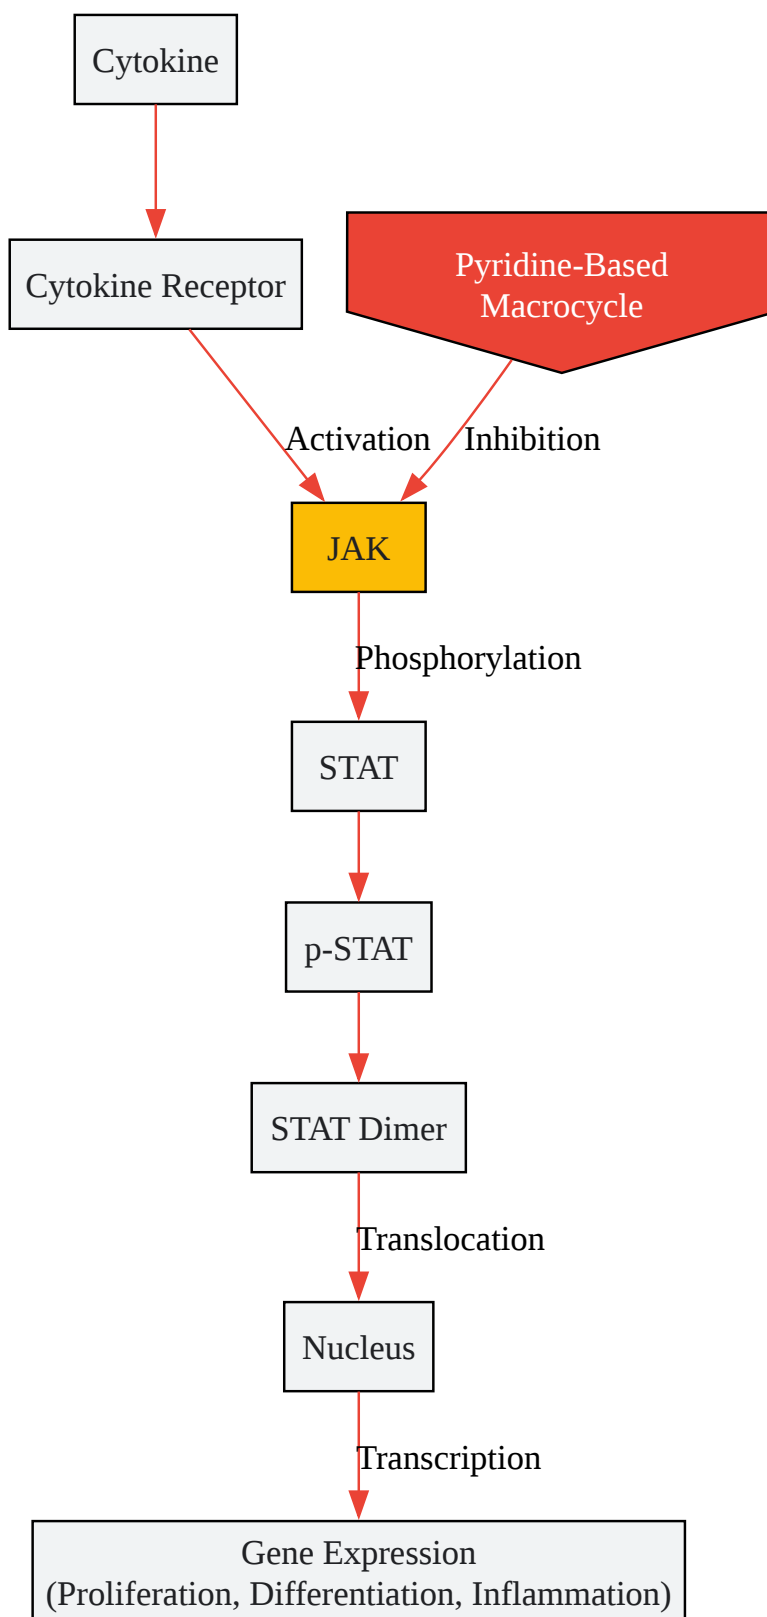 Cytokine
Cytokine Receptor
Pyridine-Based
Macrocycle
Activation
Inhibition
JAK
Phosphorylation
STAT
p-STAT
STAT Dimer
Translocation
Nucleus
Transcription
Gene Expression
(Proliferation, Differentiation, Inflammation)